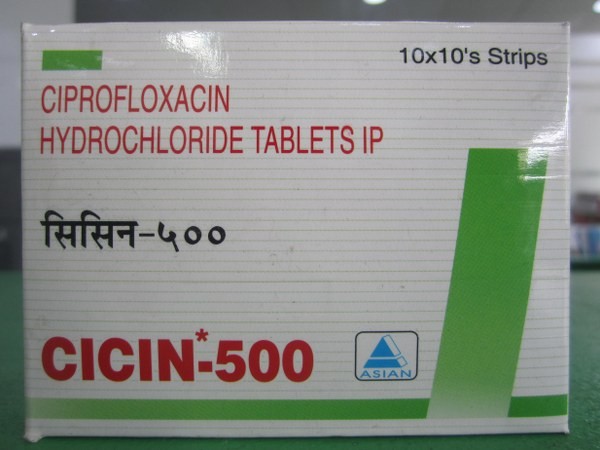 10x10's Strips
CIPROFLOXACIN
HYDROCHLORIDE TABLETS IP
सिसिन-५००
CICIN*-500
ASIAN